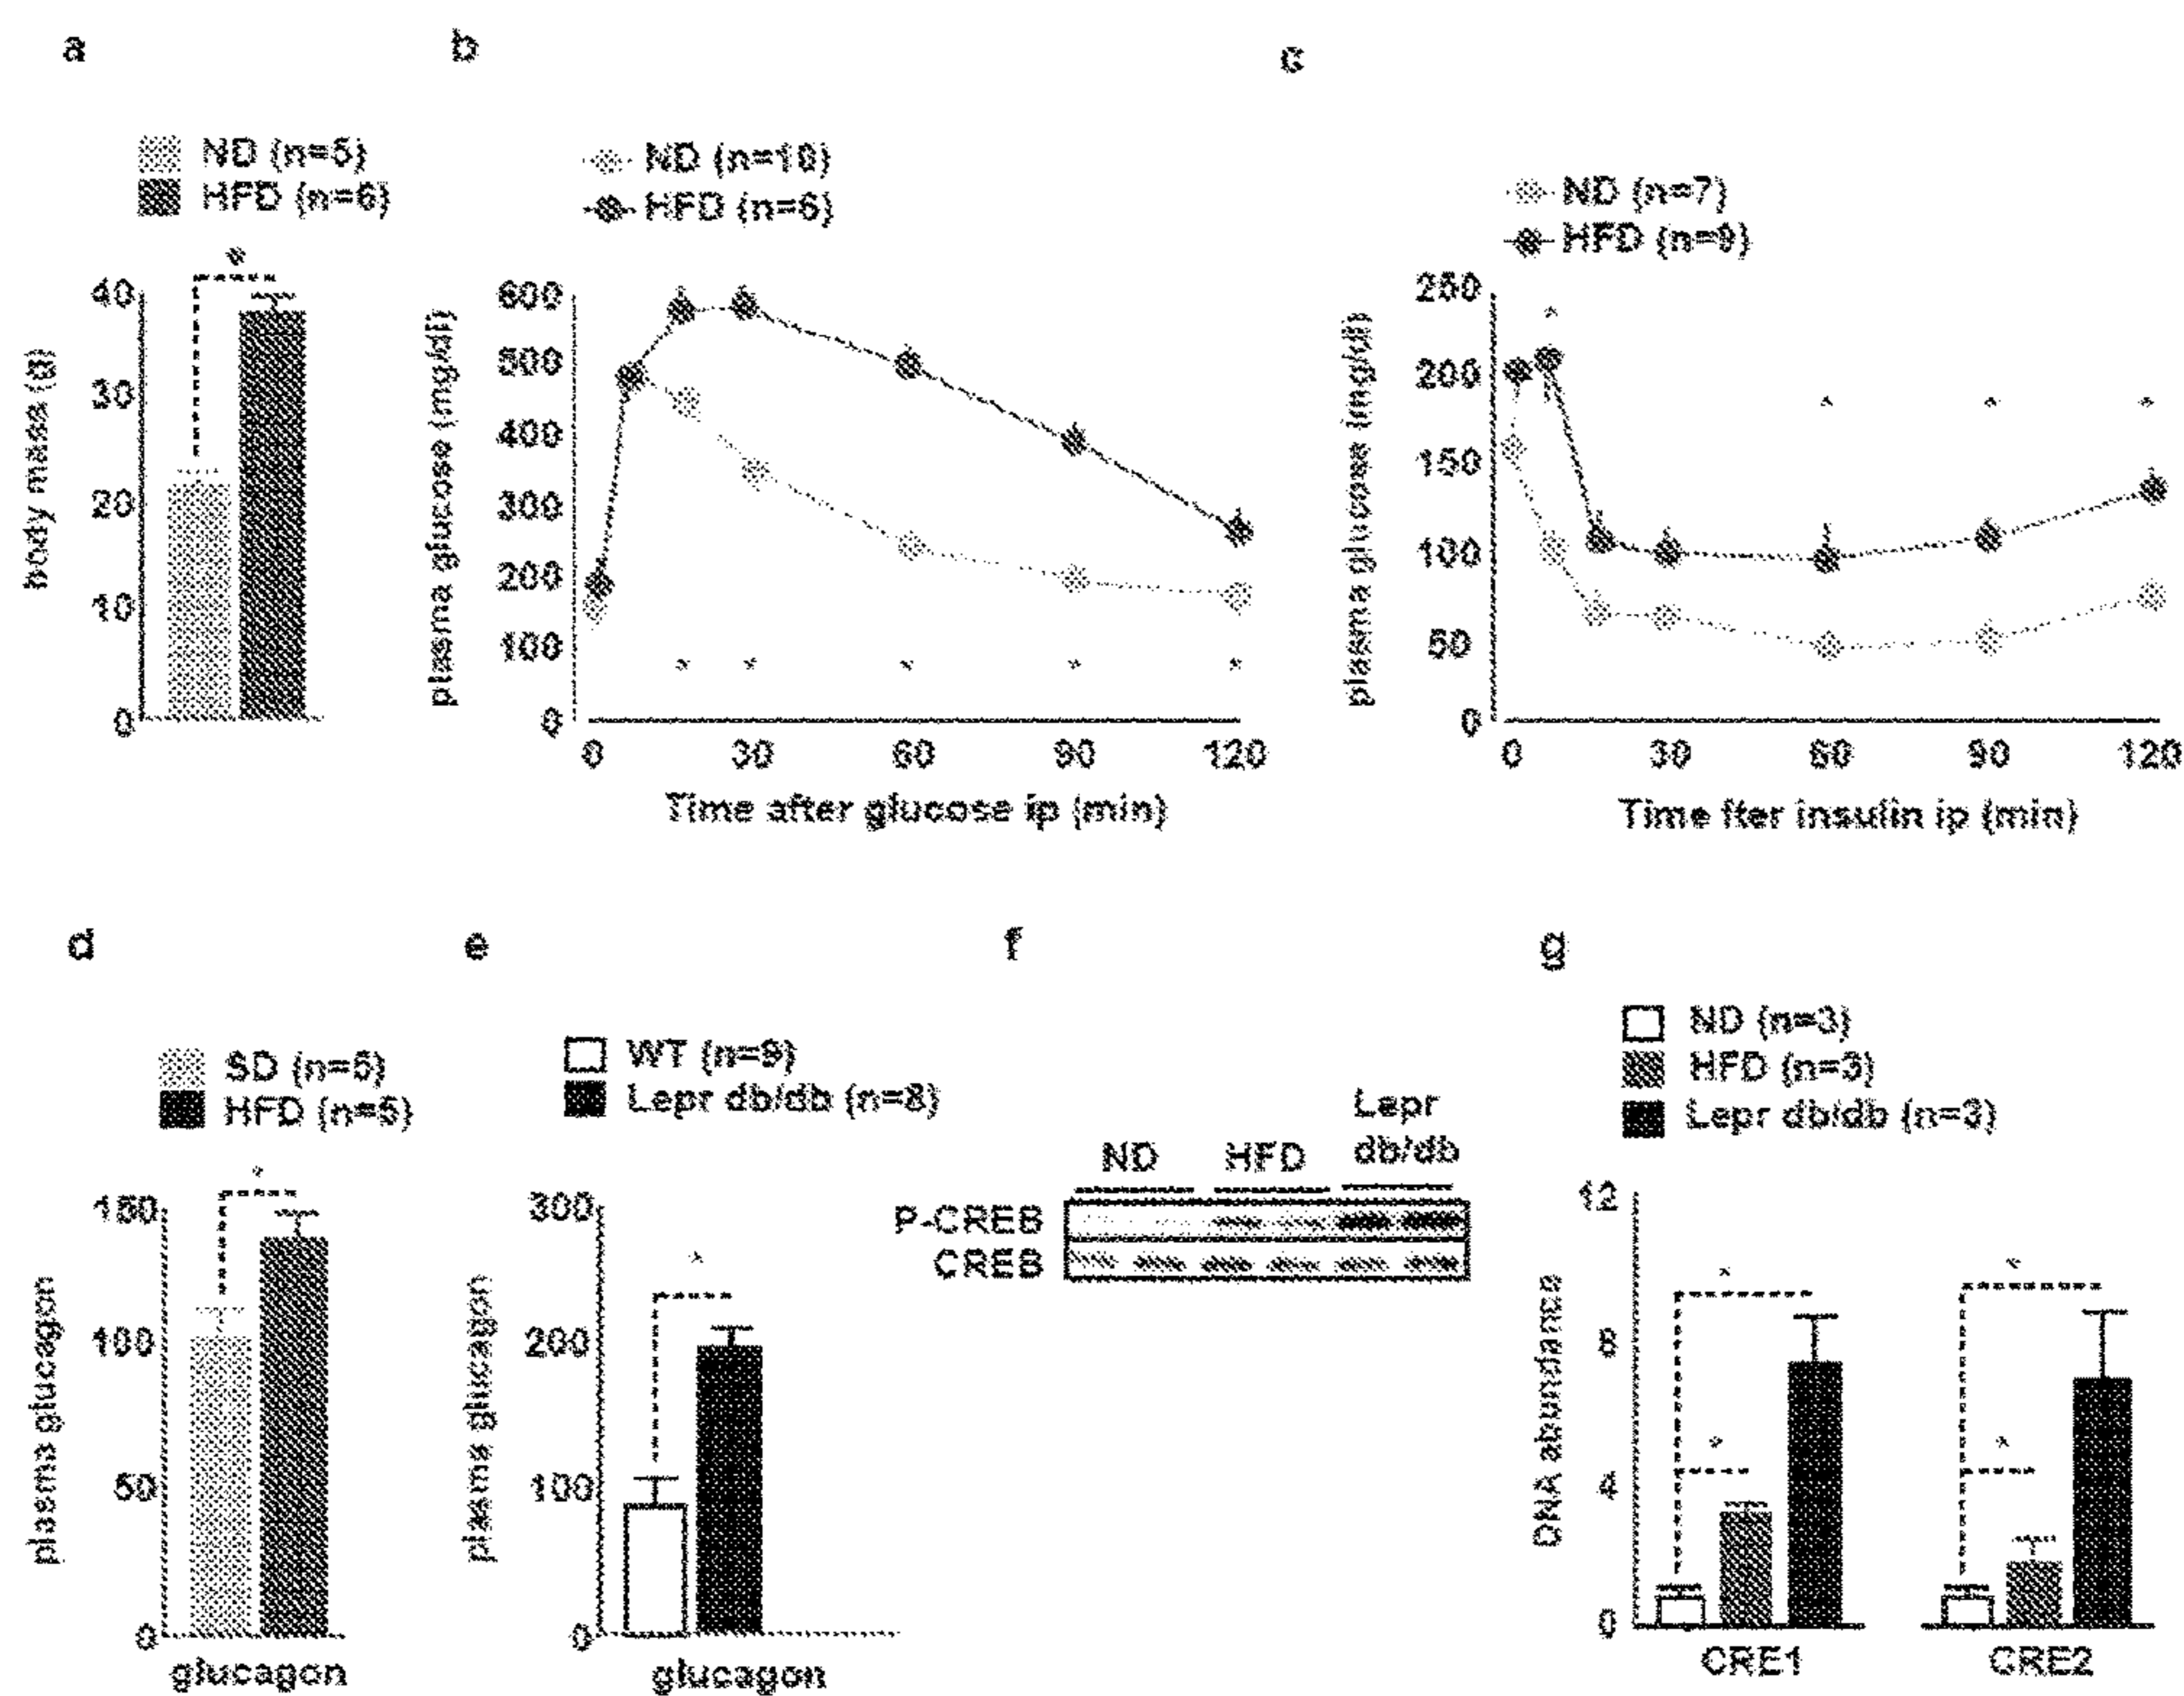 a
ND (n=5)
HFD (n=6)
*
40
30
20
10
0
body mass (g)
b
ND (n=10)
HFD (n=6)
600
500
400
300
200
100
0
plasma glucose (mg/dl)
* * * * *
0 30 60 90 120
Time after glucose ip (min)
c
ND (n=7)
HFD (n=9)
250
200
150
100
50
0
plasma glucose (mg/dl)
* * * *
0 30 60 90 120
Time fter insulin ip (min)
d
SD (n=5)
HFD (n=5)
*
150
100
50
0
plasma glucagon
glucagon
e
WT (n=9)
Lepr db/db (n=8)
*
300
200
100
0
plasma glucagon
glucagon
f
ND HFD Lepr
db/db
P-CREB
CREB
g
ND (n=3)
HFD (n=3)
Lepr db/db (n=3)
12
8
4
0
DNA abundance
* *
* *
CRE1 CRE2